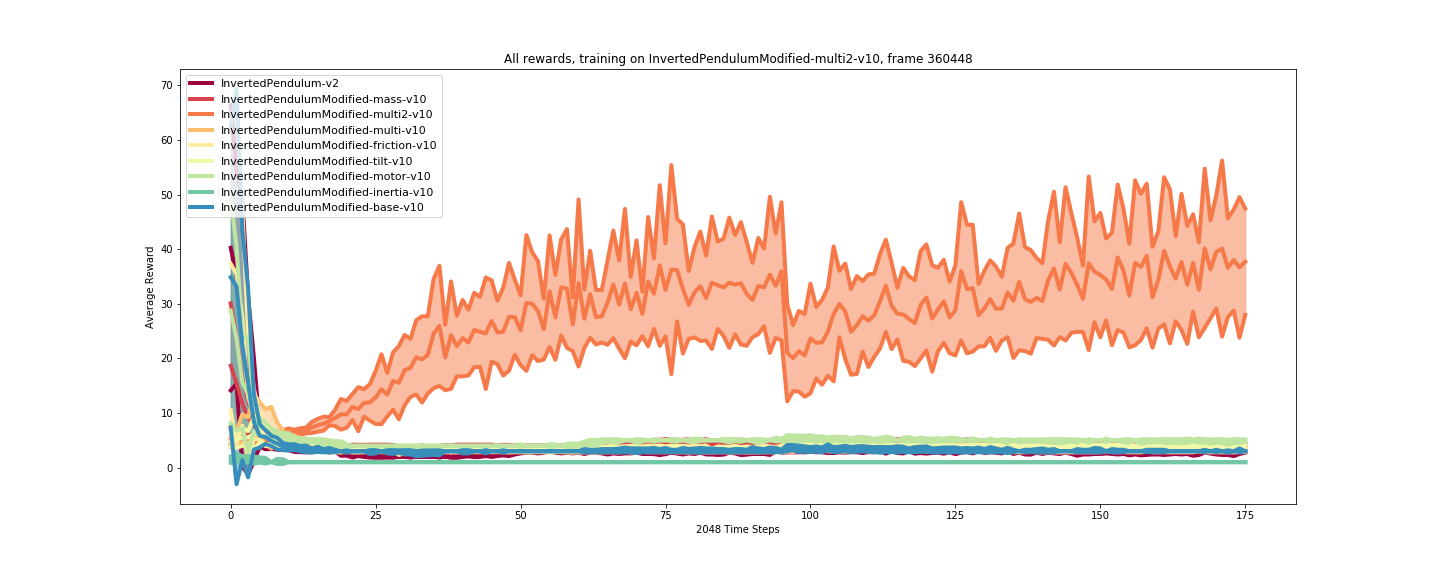 All rewards, training on InvertedPendulumModified-multi2-v10, frame 360448
InvertedPendulum-v2
InvertedPendulumModified-mass-v10
InvertedPendulumModified-multi2-v10
InvertedPendulumModified-multi-v10
InvertedPendulumModified-friction-v10
InvertedPendulumModified-tilt-v10
InvertedPendulumModified-motor-v10
InvertedPendulumModified-inertia-v10
InvertedPendulumModified-base-v10
Average Reward
70
60
50
40
30
20
10
0
0 25 50 75 100 125 150 175
2048 Time Steps